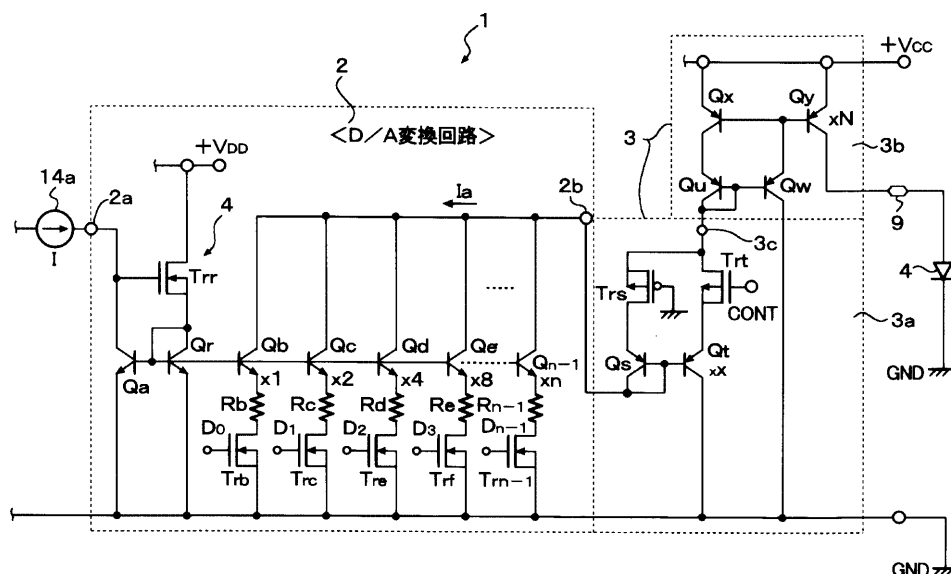 1
2
<D/A変換回路>
+VCC
Qx
Qy
xN
3
3b
+VDD
14a
2a
4
Ia
2b
Qu
Qw
9
I
Trr
3c
Trs
Trt
CONT
4
3a
Qa
Qr
Qb
Qc
Qd
Qe
Qn-1
x1
x2
x4
x8
xn
Qs
Qt
xx
GND
Rb
Rc
Rd
Re
Rn-1
D0
D1
D2
D3
Dn-1
Trb
Trc
Tre
Trf
Trn-1
GND